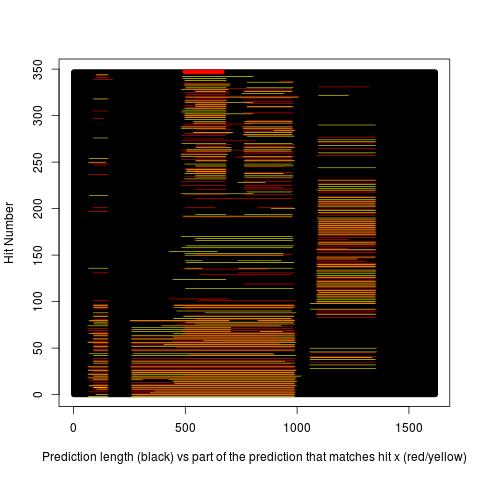 350
300
250
200
150
100
50
0
Hit Number
0 500 1000 1500
Prediction length (black) vs part of the prediction that matches hit x (red/yellow)